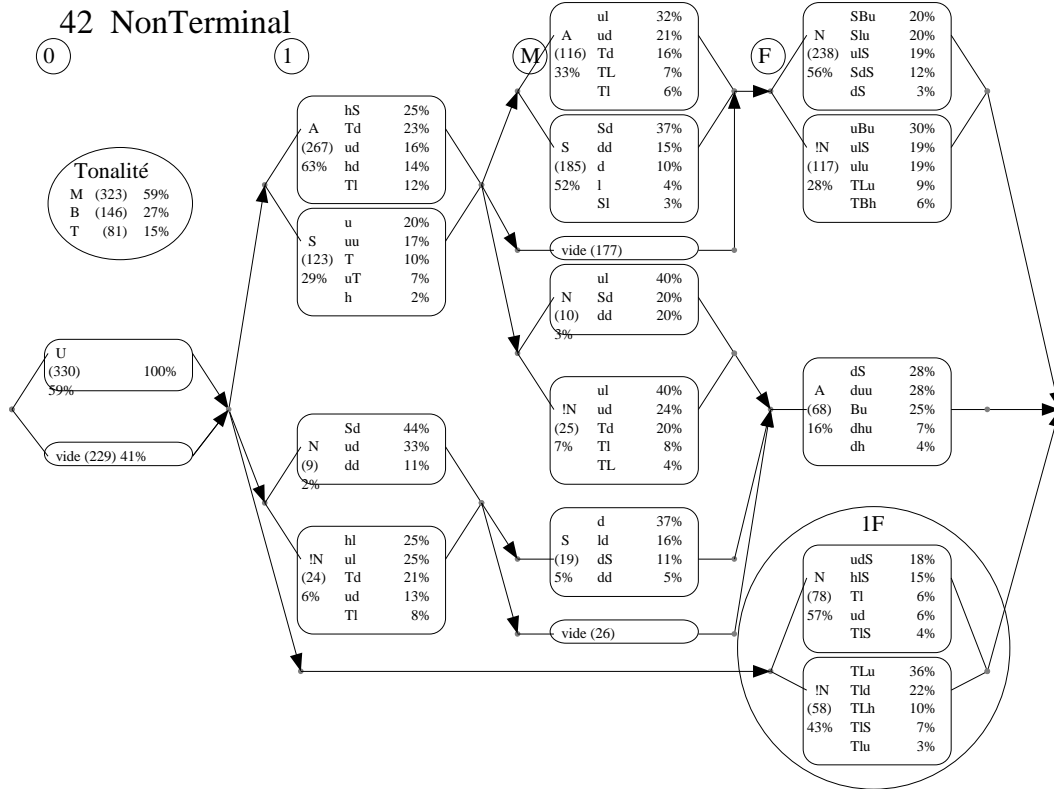 42 NonTerminal
0
1
M
F
Tonalité
M (323) 59%
B (146) 27%
T (81) 15%
U
(330) 100%
59%
vide (229) 41%
hS 25%
A Td 23%
(267) ud 16%
63% hd 14%
Tl 12%
u 20%
S uu 17%
(123) T 10%
29% uT 7%
h 2%
Sd 44%
N ud 33%
(9) dd 11%
2%
hl 25%
!N ul 25%
(24) Td 21%
6% ud 13%
Tl 8%
ul 32%
A ud 21%
(116) Td 16%
33% TL 7%
Tl 6%
Sd 37%
S dd 15%
(185) d 10%
52% l 4%
Sl 3%
vide (177)
ul 40%
N Sd 20%
(10) dd 20%
3%
ul 40%
!N ud 24%
(25) Td 20%
7% Tl 8%
TL 4%
d 37%
S ld 16%
(19) dS 11%
5% dd 5%
vide (26)
SBu 20%
N Slu 20%
(238) ulS 19%
56% SdS 12%
dS 3%
uBu 30%
!N ulS 19%
(117) ulu 19%
28% TLu 9%
TBh 6%
dS 28%
A duu 28%
(68) Bu 25%
16% dhu 7%
dh 4%
1F
udS 18%
N hlS 15%
(78) Tl 6%
57% ud 6%
TlS 4%
TLu 36%
!N Tld 22%
(58) TLh 10%
43% TlS 7%
Tlu 3%